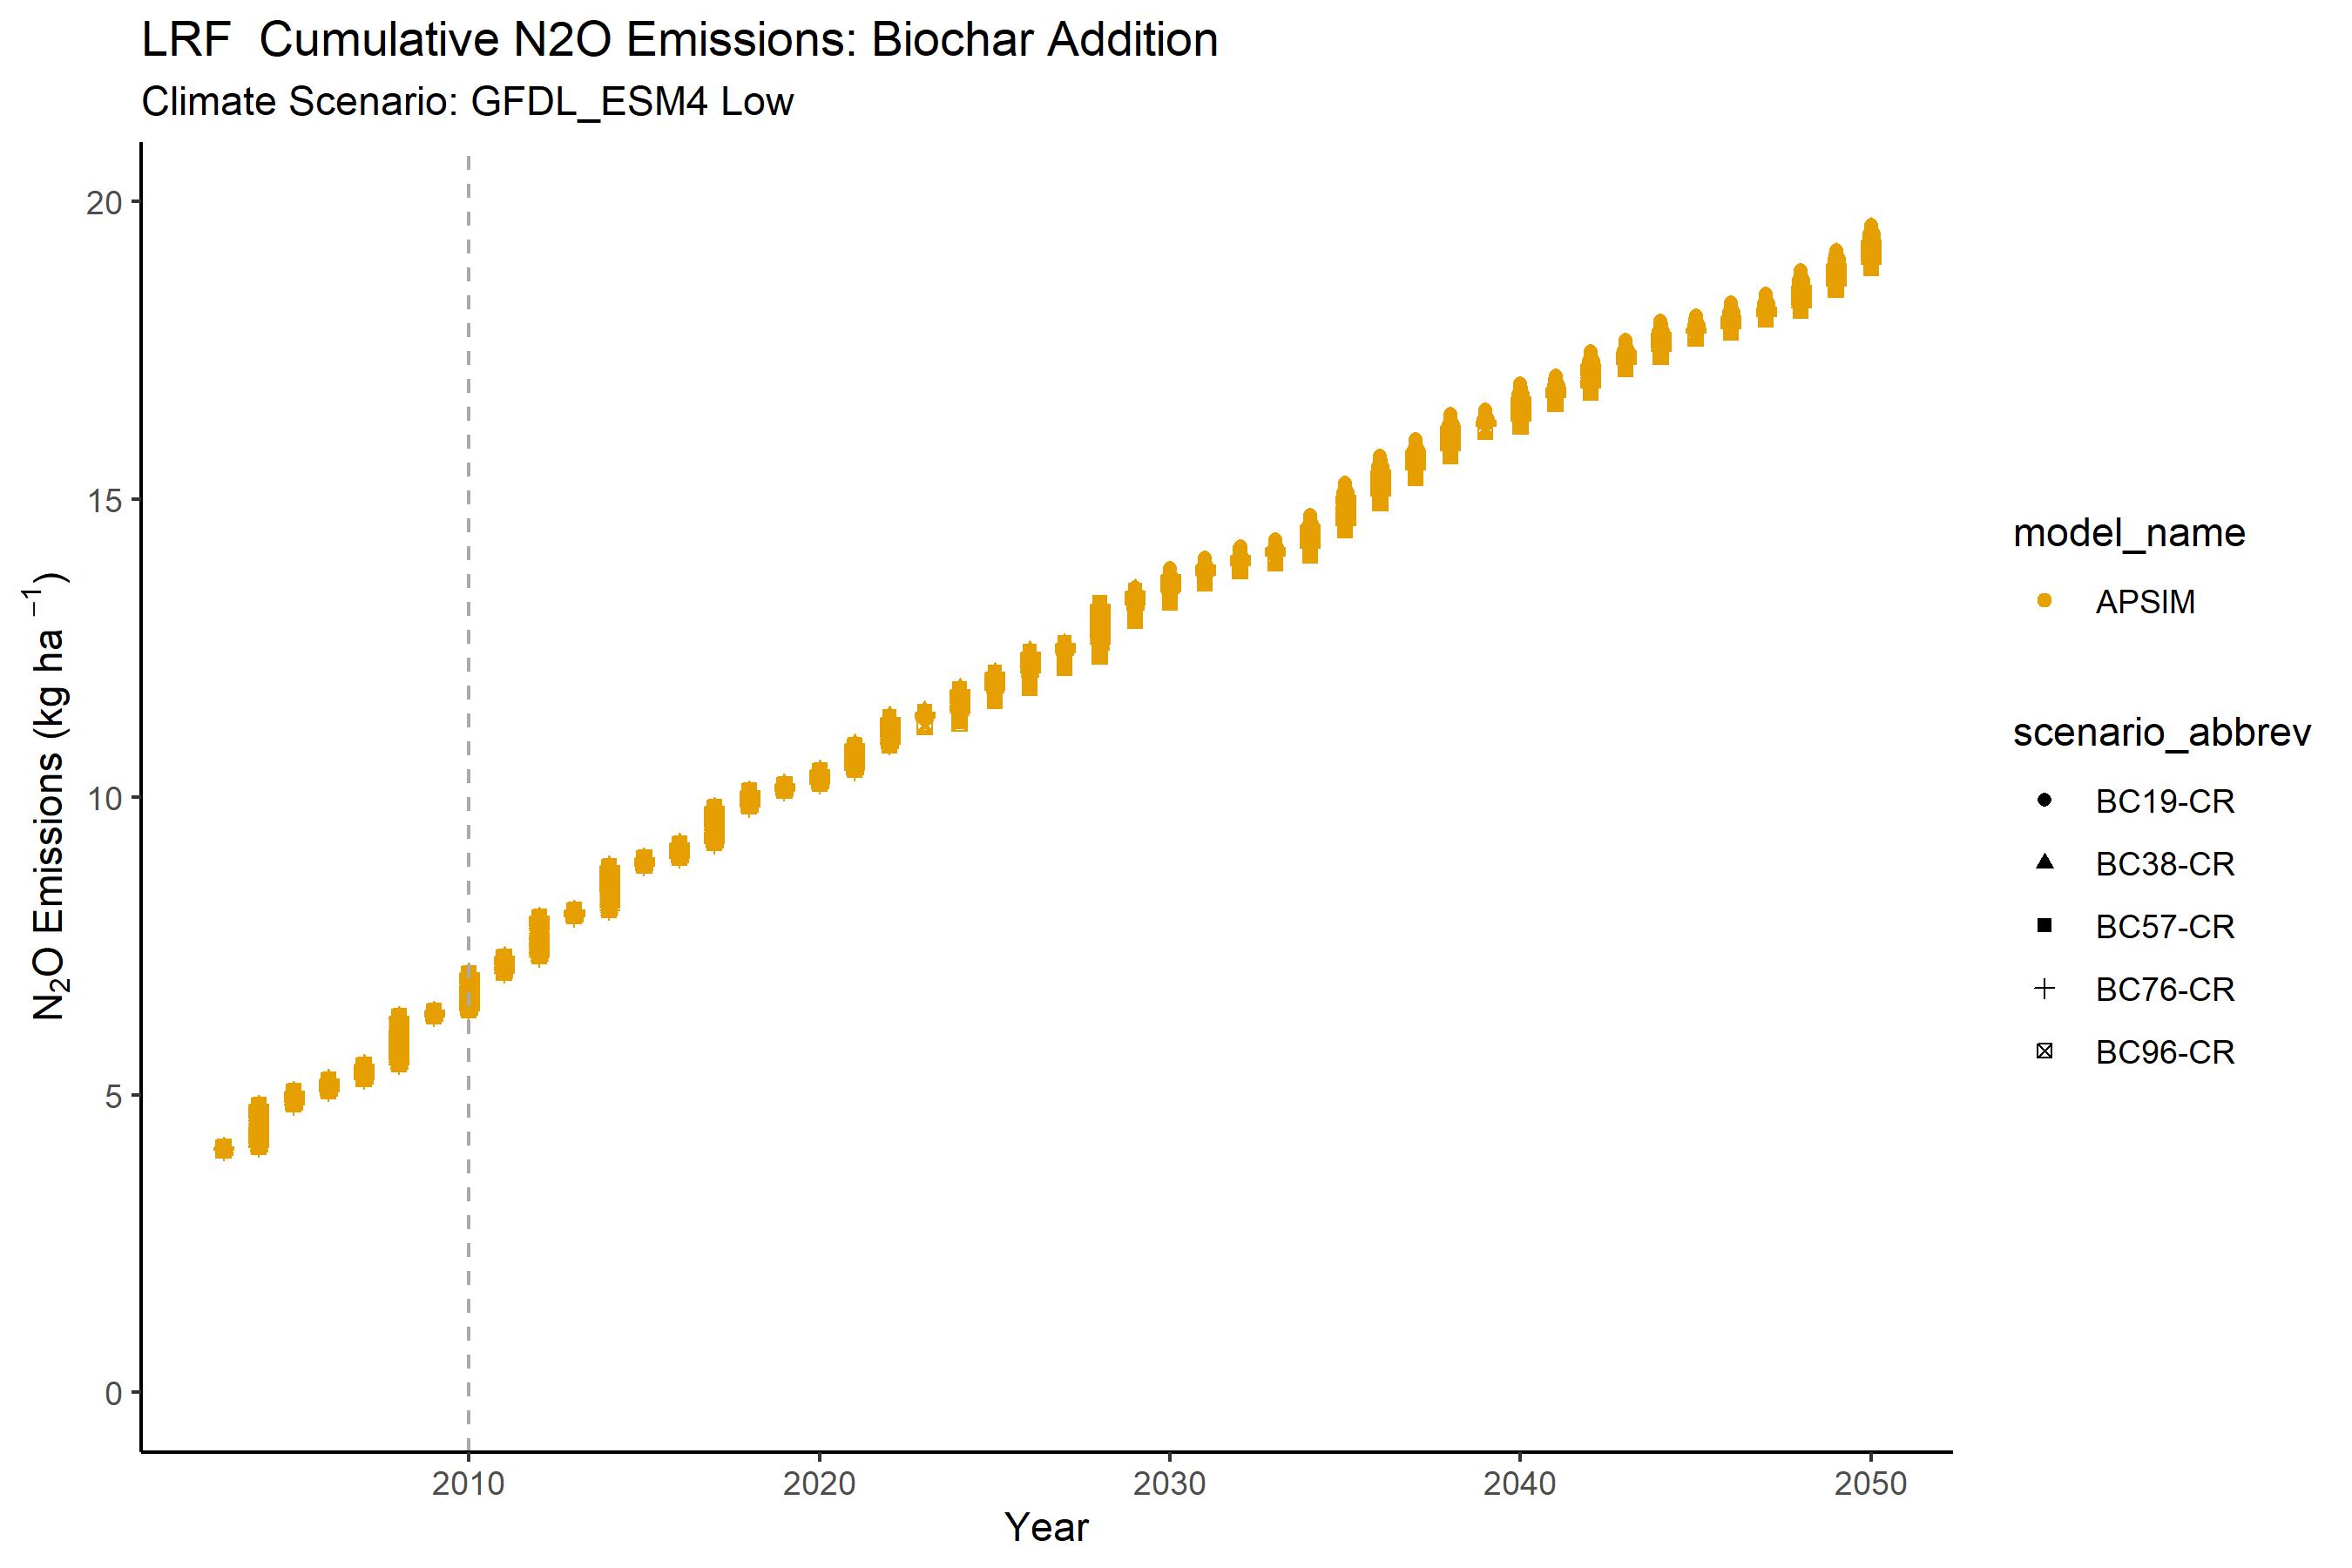 LRF  Cumulative N2O Emissions: Biochar Addition
Climate Scenario: GFDL_ESM4 Low
N₂O Emissions (kg ha ⁻¹)
20
15
10
5
0
2010
2020
2030
2040
2050
Year
model_name
APSIM
scenario_abbrev
BC19-CR
BC38-CR
BC57-CR
BC76-CR
BC96-CR